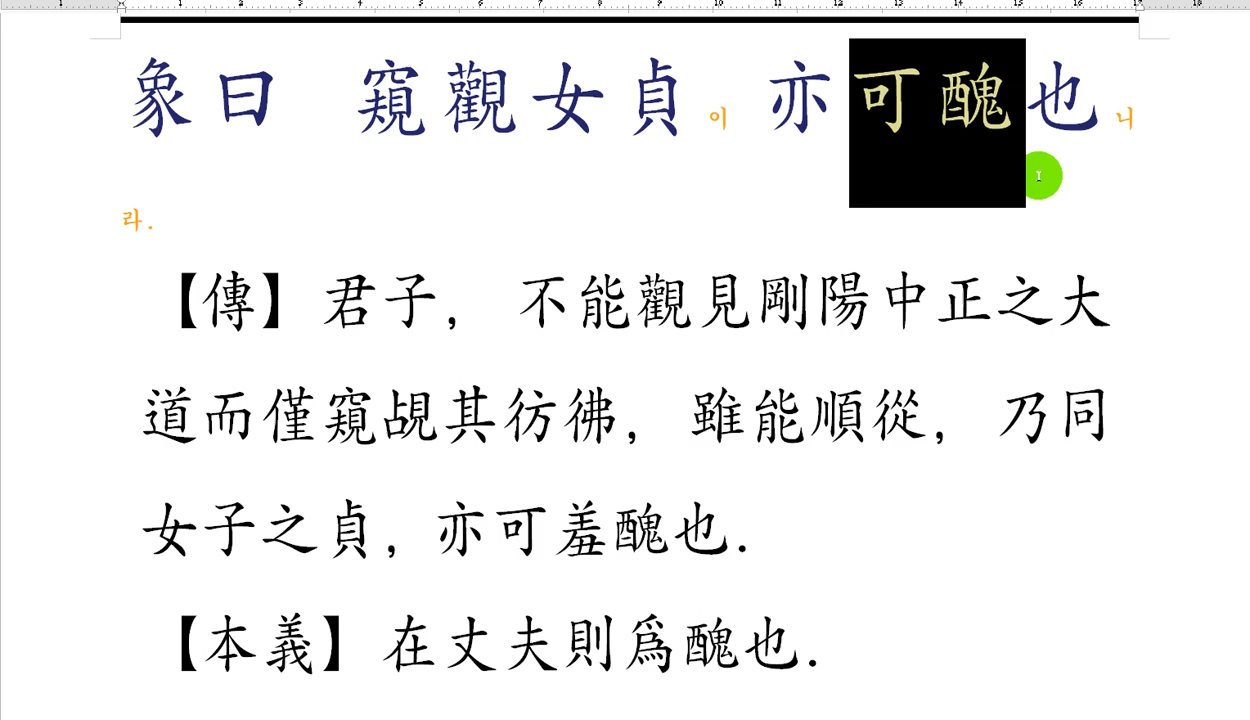 象曰 窺觀女貞이 亦可醜也니
라.
【傳】 君子, 不能觀見剛陽中正之大
道而僅窺覘其彷彿, 雖能順從, 乃同
女子之貞, 亦可羞醜也.
【本義】 在丈夫則爲醜也.